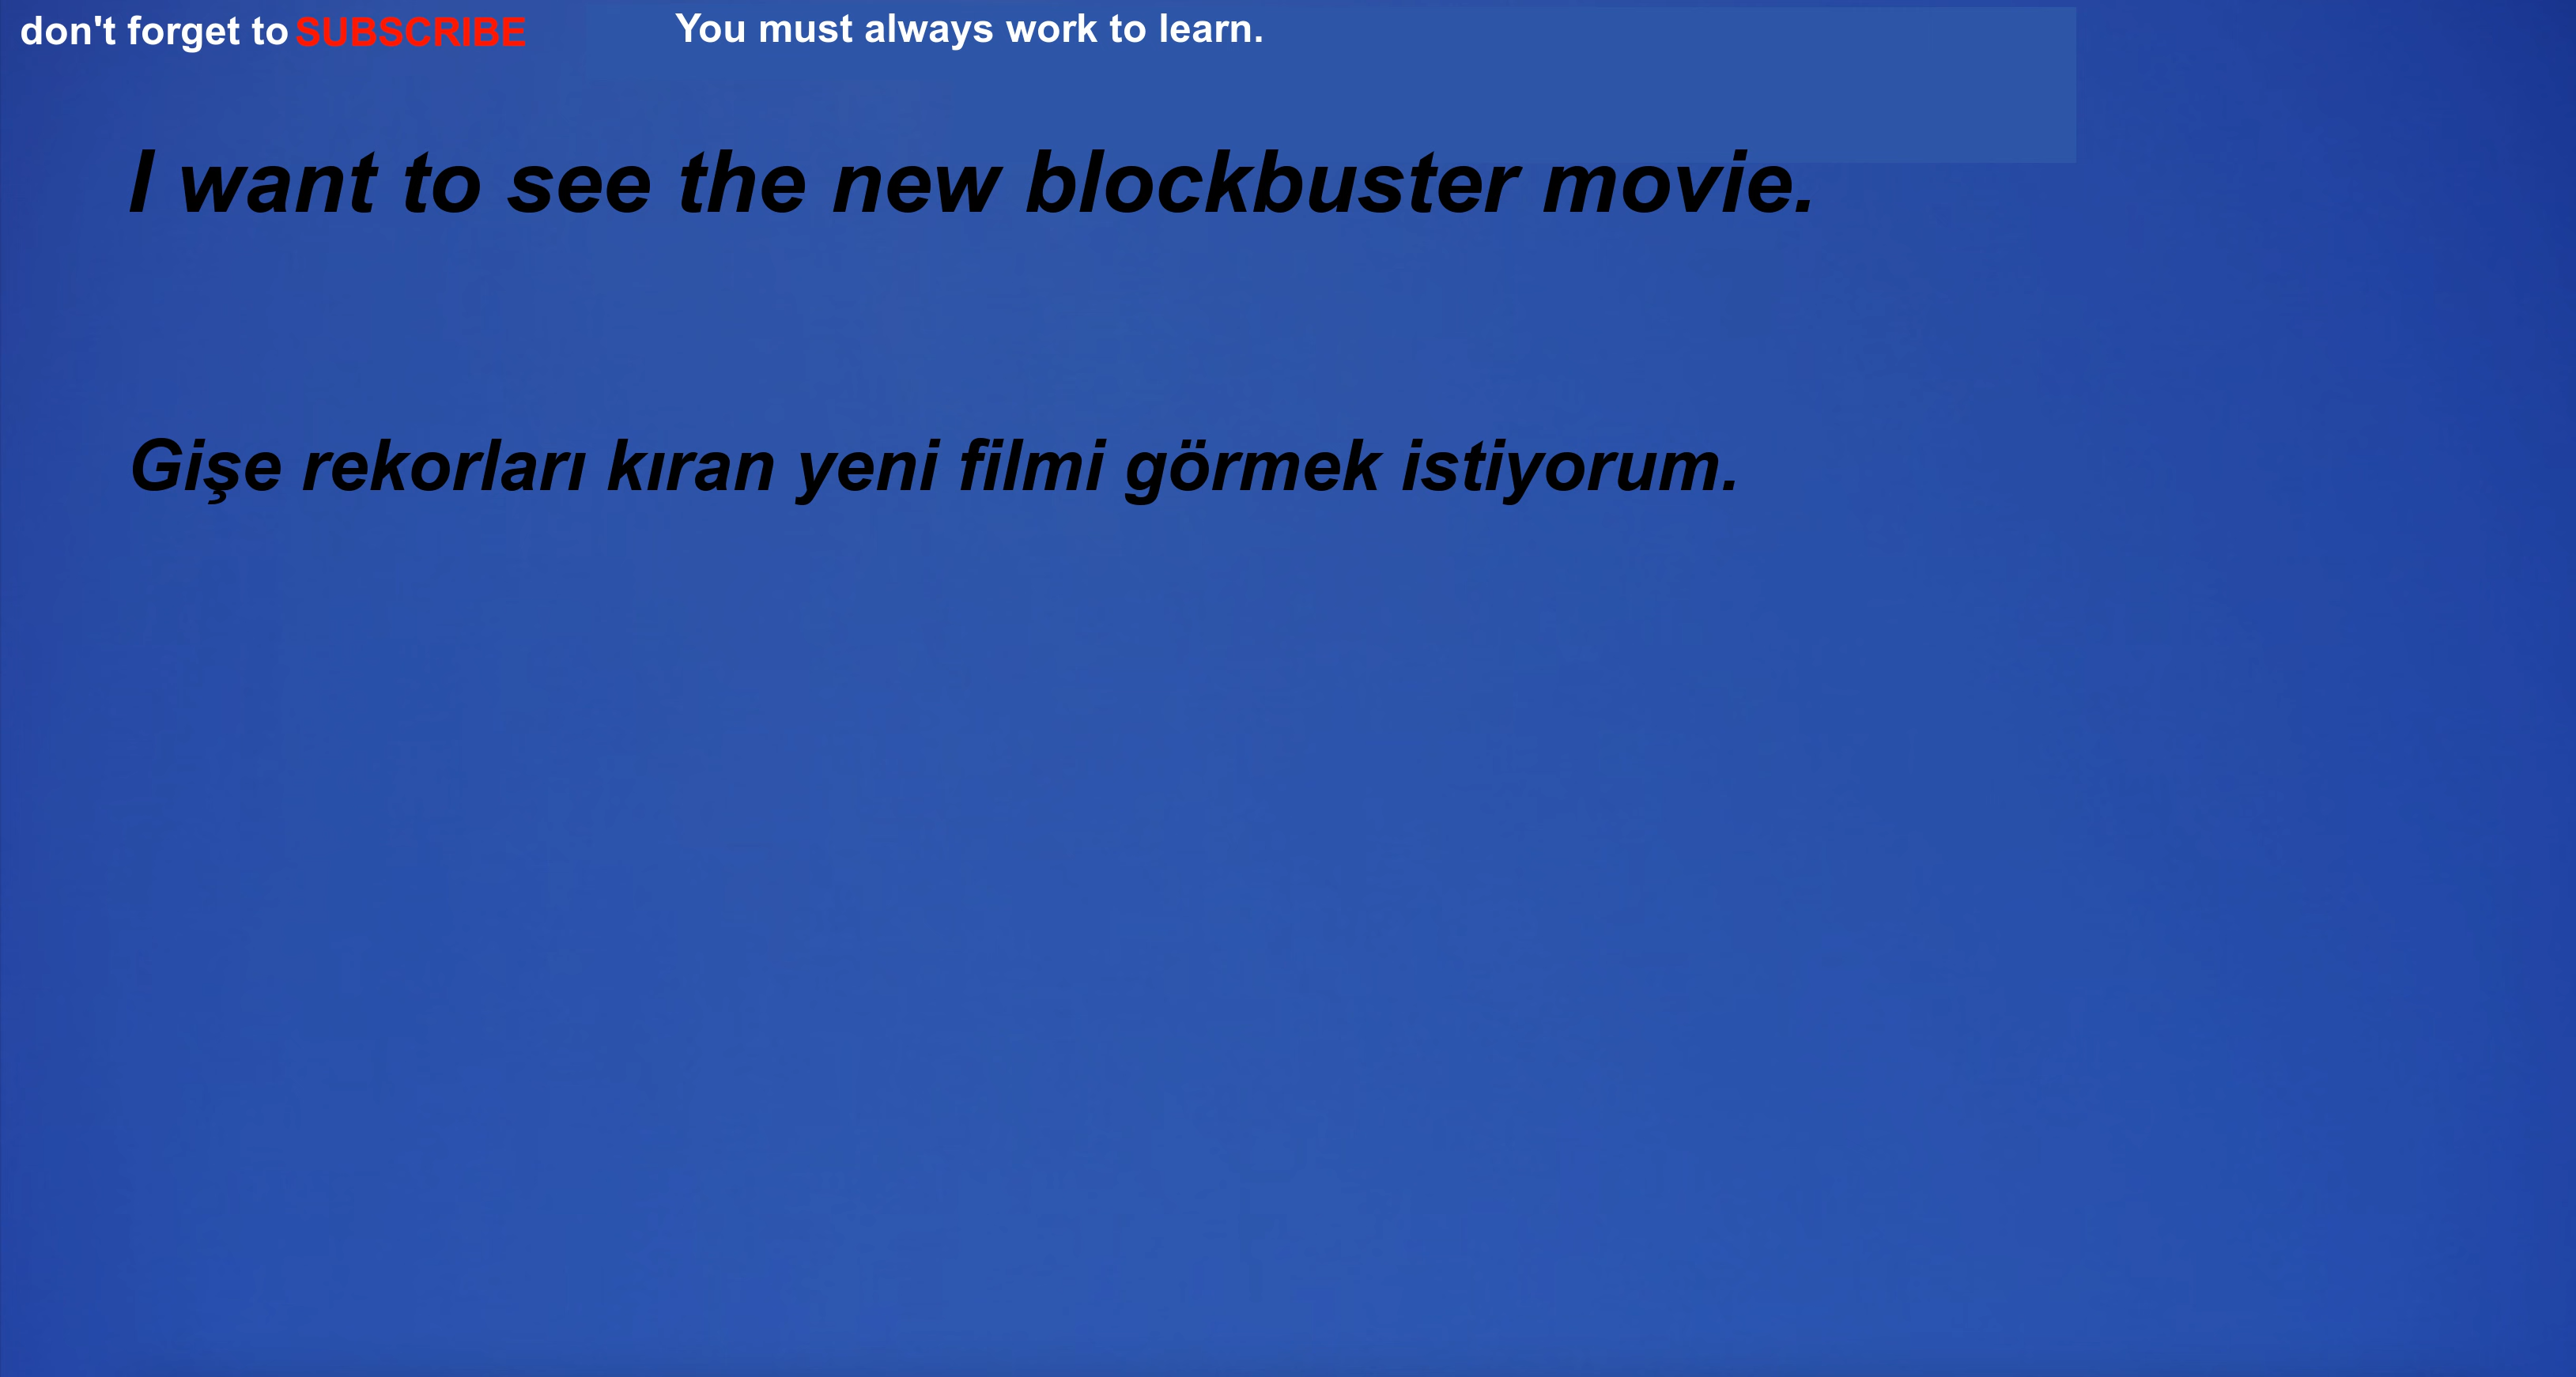 don't forget to SUBSCRIBE You must always work to learn.
I want to see the new blockbuster movie.
Gişe rekorları kıran yeni filmi görmek istiyorum.